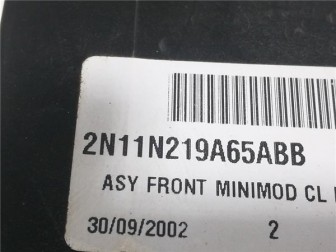 2N11N219A65ABB
ASY FRONT MINIMOD CL
30/09/2002 2